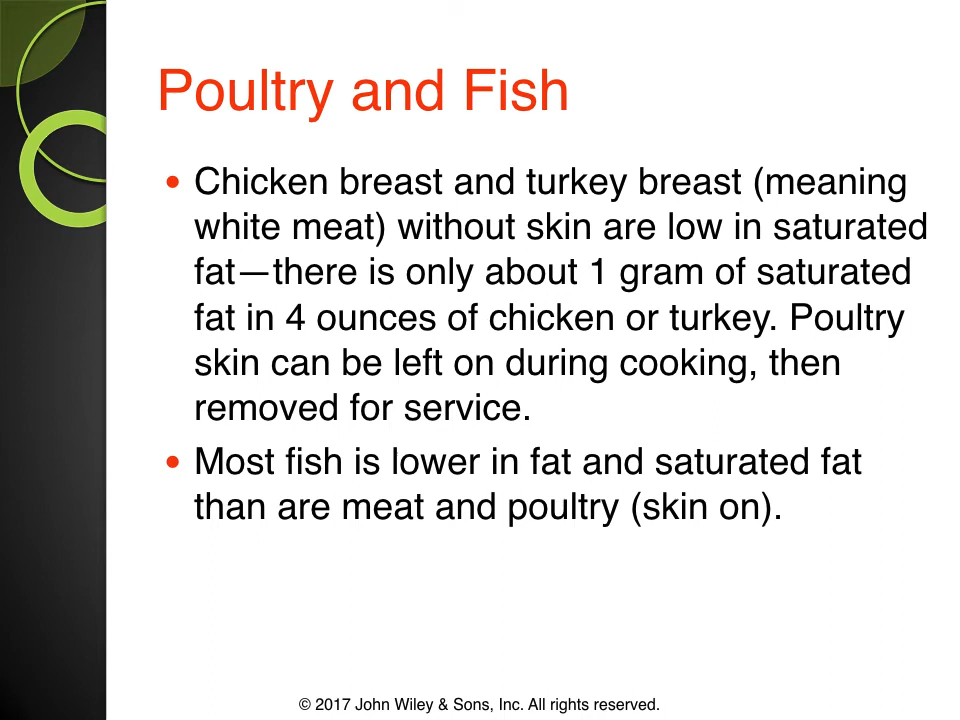 Poultry and Fish
• Chicken breast and turkey breast (meaning
white meat) without skin are low in saturated
fat—there is only about 1 gram of saturated
fat in 4 ounces of chicken or turkey. Poultry
skin can be left on during cooking, then
removed for service.
• Most fish is lower in fat and saturated fat
than are meat and poultry (skin on).
© 2017 John Wiley & Sons, Inc. All rights reserved.